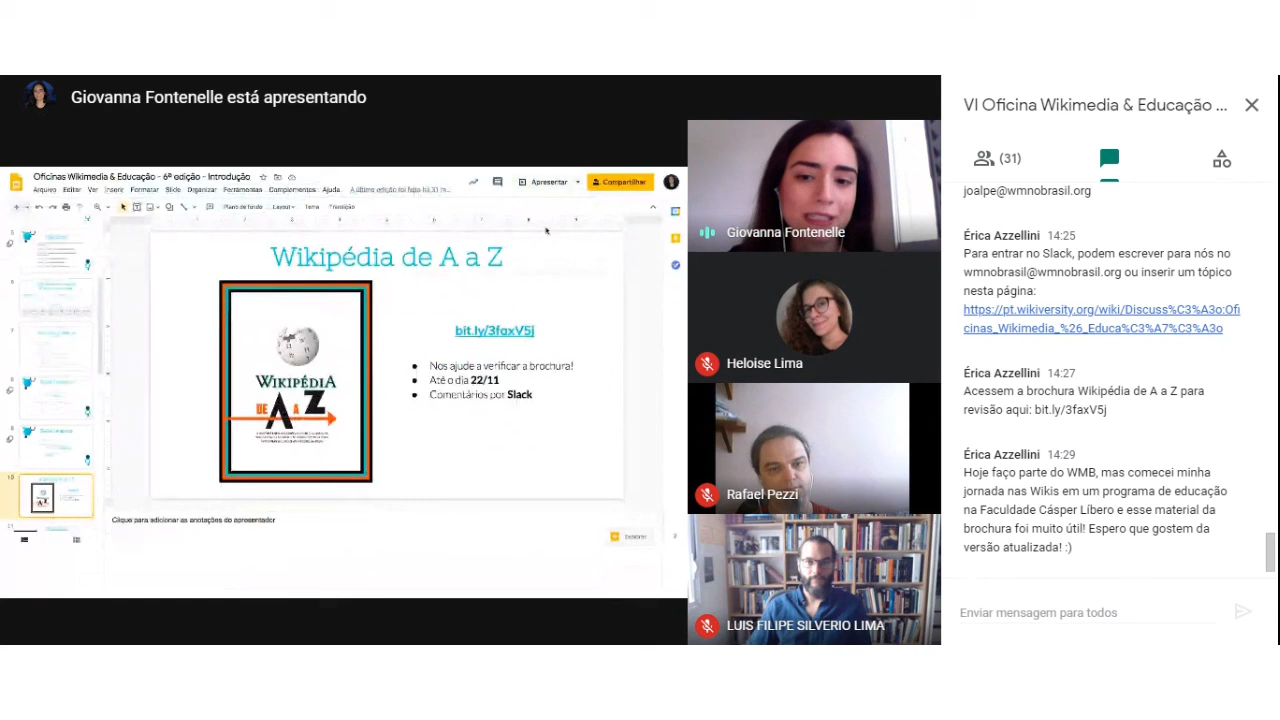 Giovanna Fontenelle está apresentando
Oficinas Wikimedia & Educação - 6ª edição - Introdução
Arquivo Editar Ver Inserir Formatar Slide Organizar Ferramentas Complementos Ajuda
Apresentar
Compartilhar
Plano de fundo Layout Tema Transição
Wikipédia de A a Z
WIKIPÉDIA
DE A A Z
bit.ly/3faxV5j
Nos ajude a verificar a brochura!
Até o dia 22/11
Comentários por Slack
Clique para adicionar as anotações do apresentador
Explorar
Giovanna Fontenelle
Heloise Lima
Rafael Pezzi
LUIS FILIPE SILVERIO LIMA
VI Oficina Wikimedia & Educação ...
(31)
joalpe@wmnobrasil.org
Érica Azzellini 14:25
Para entrar no Slack, podem escrever para nós no
wmnobrasil@wmnobrasil.org ou inserir um tópico
nesta página:
https://pt.wikiversity.org/wiki/Discuss%C3%A3o:Ofi
cinas_Wikimedia_%26_Educa%C3%A7%C3%A3o
Érica Azzellini 14:27
Acessem a brochura Wikipédia de A a Z para
revisão aqui: bit.ly/3faxV5j
Érica Azzellini 14:29
Hoje faço parte do WMB, mas comecei minha
jornada nas Wikis em um programa de educação
na Faculdade Cásper Líbero e esse material da
brochura foi muito útil! Espero que gostem da
versão atualizada! :)
Enviar mensagem para todos